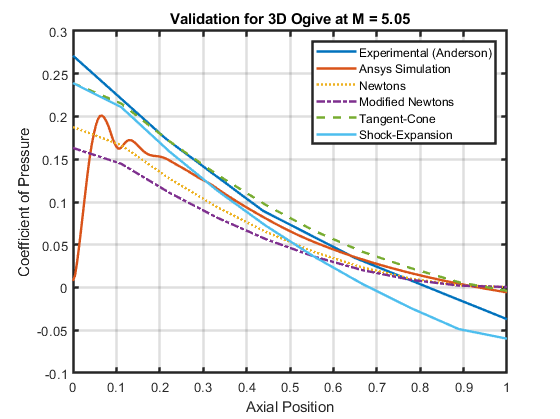 Validation for 3D Ogive at M = 5.05
Experimental (Anderson)
Ansys Simulation
Newtons
Modified Newtons
Tangent-Cone
Shock-Expansion
Coefficient of Pressure
0.3
0.25
0.2
0.15
0.1
0.05
0
-0.05
-0.1
0 0.1 0.2 0.3 0.4 0.5 0.6 0.7 0.8 0.9 1
Axial Position